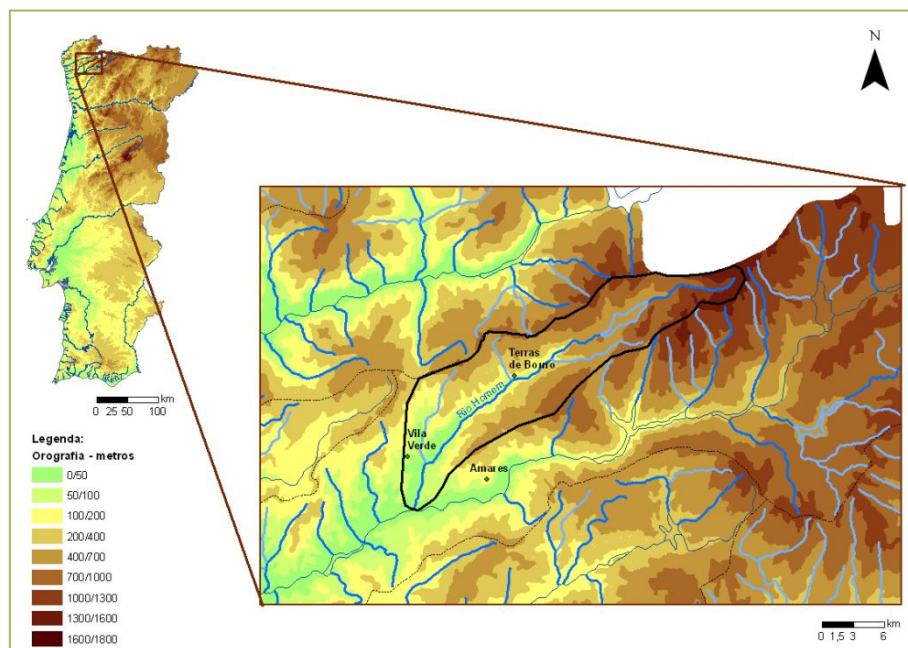 N
km
0 25 50 100
Legenda:
Orografia - metros
0/50
50/100
100/200
200/400
400/700
700/1000
1000/1300
1300/1600
1600/1800
Terras
de Bouro
Rio Homem
Vila
Verde
Amares
km
0 1,5 3 6